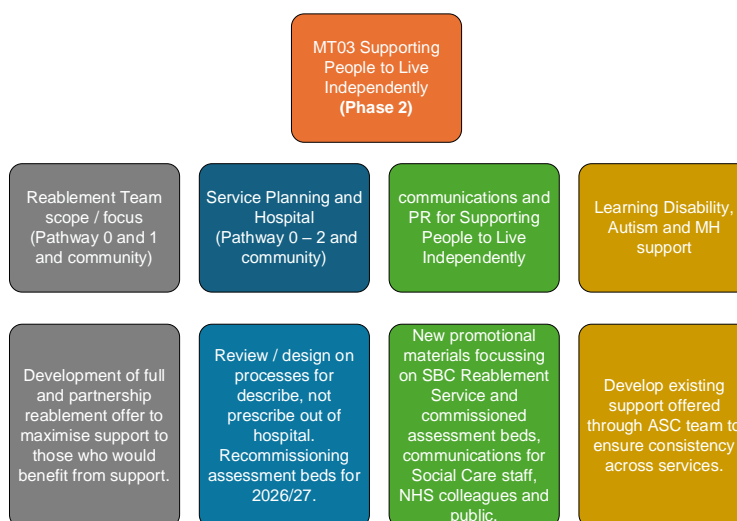 MT03 Supporting
People to Live
Independently
(Phase 2)
Reablement Team
scope / focus
(Pathway 0 and 1
and community)
Service Planning and
Hospital
(Pathway 0 – 2 and
community)
communications and
PR for Supporting
People to Live
Independently
Learning Disability,
Autism and MH
support
Development of full
and partnership
reablement offer to
maximise support to
those who would
benefit from support.
Review / design on
processes for
describe, not
prescribe out of
hospital.
Recommissioning
assessment beds for
2026/27.
New promotional
materials focussing
on SBC Reablement
Service and
commissioned
assessment beds,
communications for
Social Care staff,
NHS colleagues and
public.
Develop existing
support offered
through ASC team to
ensure consistency
across services.